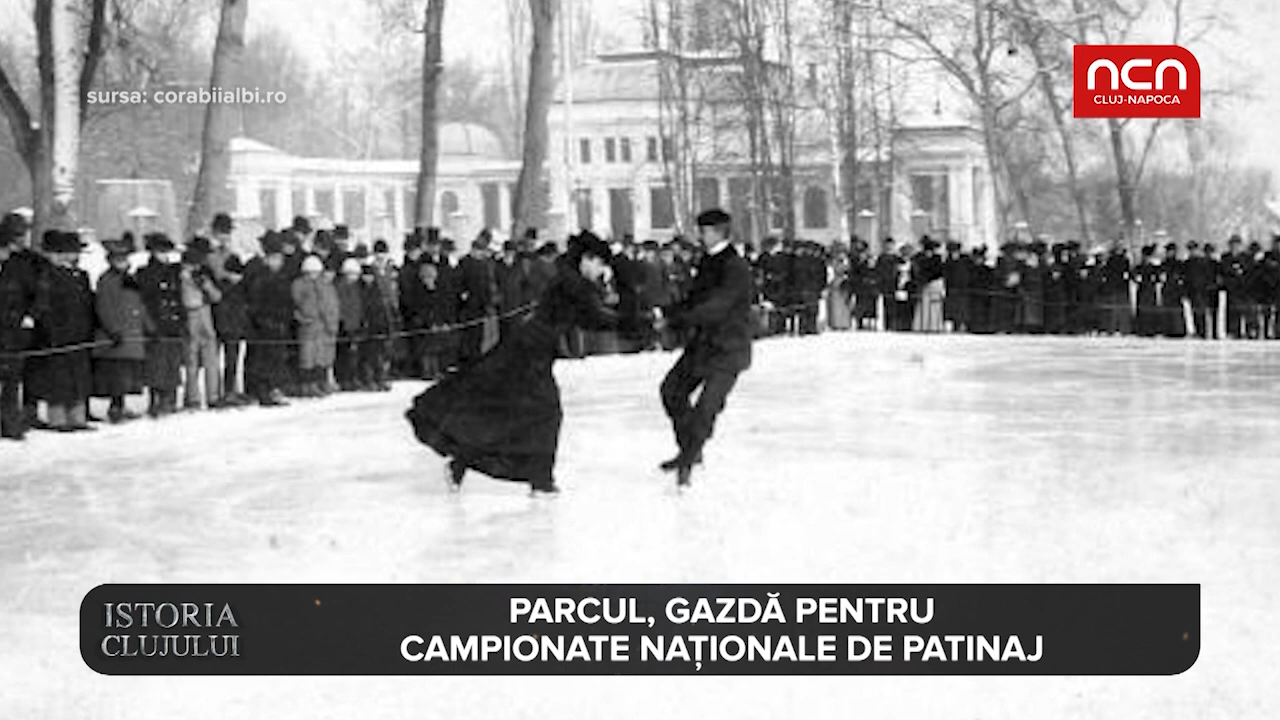 sursa: corabiialbi.ro
ncn
CLUJ-NAPOCA
ISTORIA
CLUJULUI
PARCUL, GAZDĂ PENTRU
CAMPIONATE NAȚIONALE DE PATINAJ